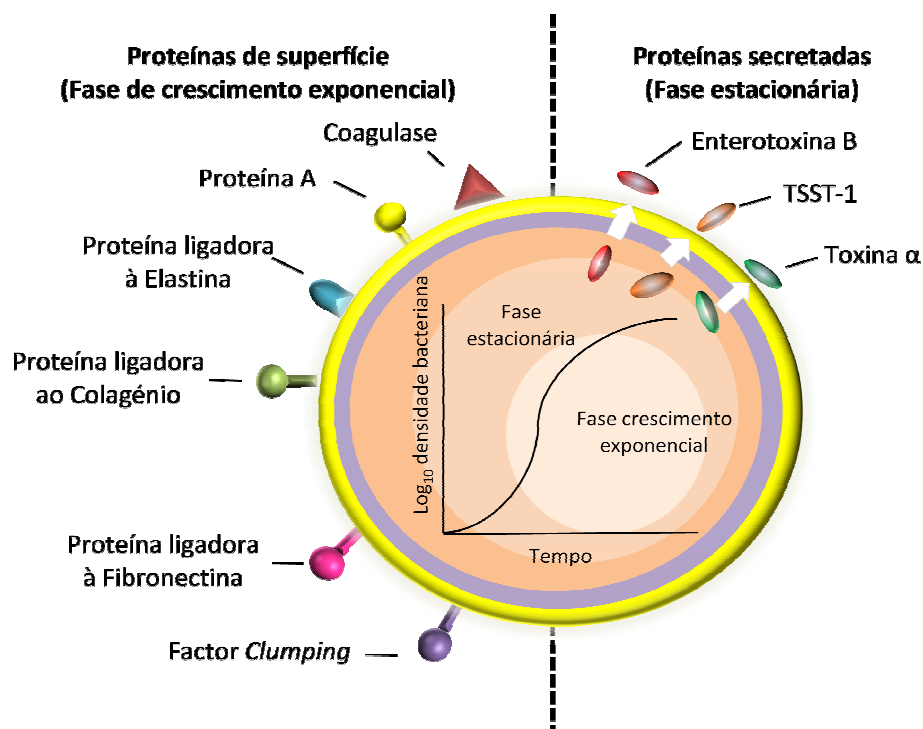 Proteínas de superfície
(Fase de crescimento exponencial)
Proteínas secretadas
(Fase estacionária)
Coagulase
Proteína A
Proteína ligadora
à Elastina
Proteína ligadora
ao Colagénio
Proteína ligadora
à Fibronectina
Factor Clumping
Enterotoxina B
TSST-1
Toxina α
Log10 densidade bacteriana
Fase
estacionária
Fase crescimento
exponencial
Tempo